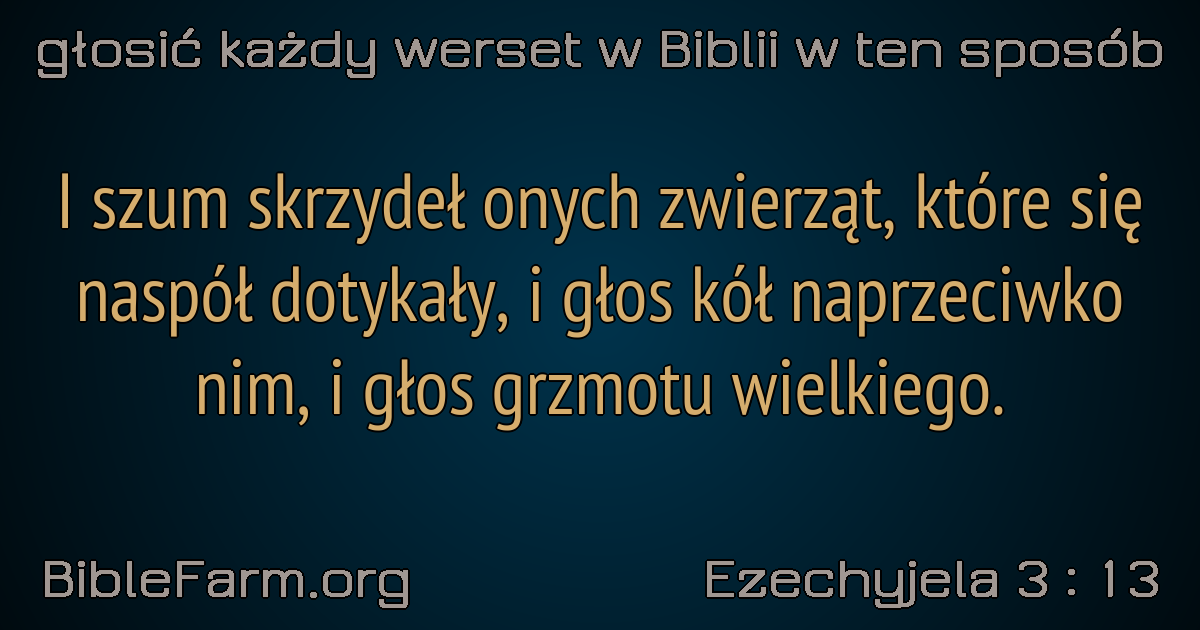 głosić każdy werset w Biblii w ten sposób
I szum skrzydeł onych zwierząt, które się
naspół dotykały, i głos kół naprzeciwko
nim, i głos grzmotu wielkiego.
BibleFarm.org
Ezechyjela 3 : 13